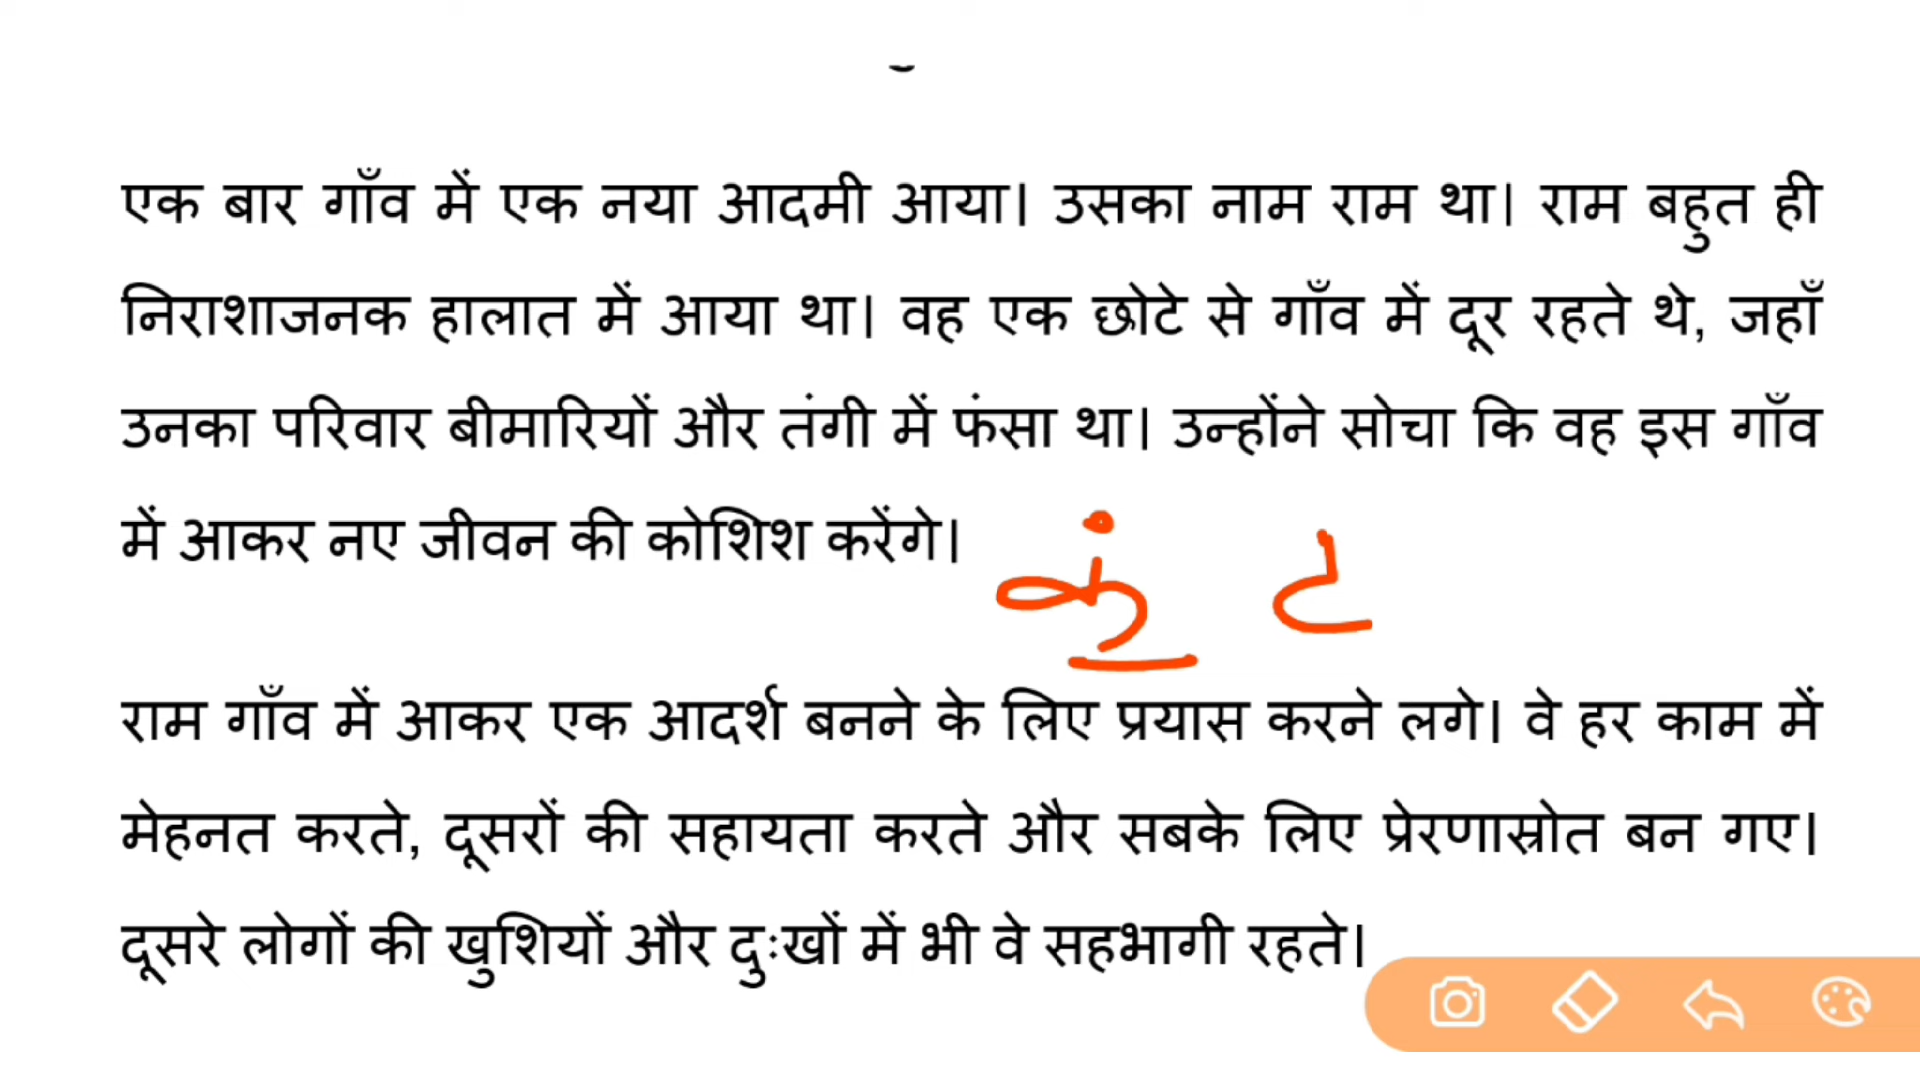 एक बार गाँव में एक नया आदमी आया। उसका नाम राम था। राम बहुत ही
निराशाजनक हालात में आया था। वह एक छोटे से गाँव में दूर रहते थे, जहाँ
उनका परिवार बीमारियों और तंगी में फंसा था। उन्होंने सोचा कि वह इस गाँव
में आकर नए जीवन की कोशिश करेंगे।
राम गाँव में आकर एक आदर्श बनने के लिए प्रयास करने लगे। वे हर काम में
मेहनत करते, दूसरों की सहायता करते और सबके लिए प्रेरणास्रोत बन गए।
दूसरे लोगों की खुशियों और दुःखों में भी वे सहभागी रहते।